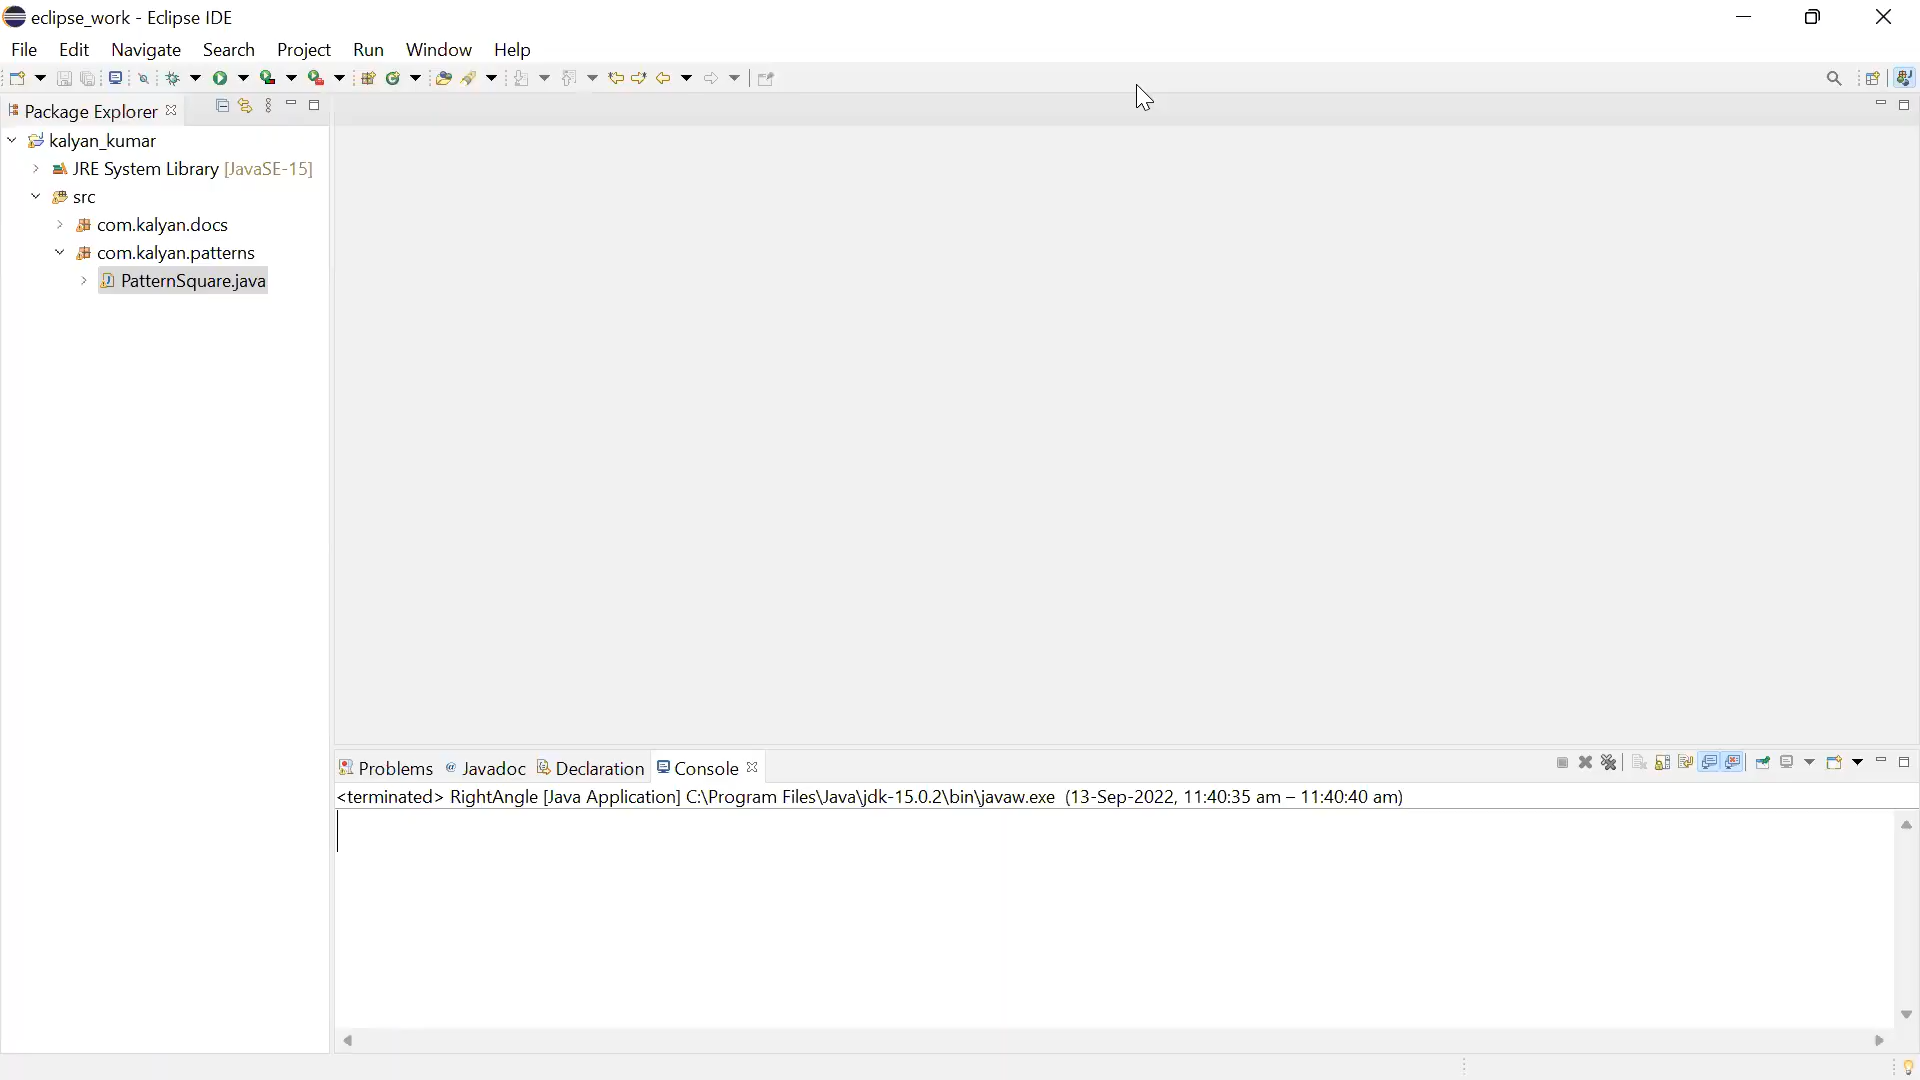 eclipse_work - Eclipse IDE
File Edit Navigate Search Project Run Window Help
Package Explorer
kalyan_kumar
JRE System Library [JavaSE-15]
src
com.kalyan.docs
com.kalyan.patterns
PatternSquare.java
Problems Javadoc Declaration Console
<terminated> RightAngle [Java Application] C:\Program Files\Java\jdk-15.0.2\bin\javaw.exe (13-Sep-2022, 11:40:35 am – 11:40:40 am)